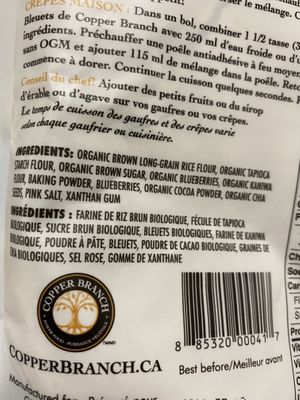 CRÊPES MAISON : Dans un bol, combiner 1 1/2 tasse
Bleuets de Copper Branch avec 250 ml d'eau froide ou d'
ingrédients. Préchauffer une poêle antiadhésive à feu moyen
sans OGM et ajouter 115 ml de mélange dans la poêle.
commence à dorer. Continuer la cuisson quelques secondes.
Conseil du chef! Ajouter des petits fruits ou du sirop
d'érable ou d'agave sur vos gaufres ou vos crêpes.
Le temps de cuisson des gaufres et des crêpes varie
selon chaque gaufrier ou cuisinière.
INGREDIENTS: ORGANIC BROWN LONG-GRAIN RICE FLOUR, ORGANIC TAPIOCA
STARCH FLOUR, ORGANIC BROWN SUGAR, ORGANIC BLUEBERRIES, ORGANIC KANIWA
FLOUR, BAKING POWDER, BLUEBERRIES, ORGANIC COCOA POWDER, ORGANIC CHIA
SEEDS, PINK SALT, XANTHAN GUM
INGRÉDIENTS : FARINE DE RIZ BRUN BIOLOGIQUE, FÉCULE DE TAPIOCA
BIOLOGIQUE, SUCRE BRUN BIOLOGIQUE, BLEUETS BIOLOGIQUES, FARINE DE KANIWA
BIOLOGIQUE, POUDRE À PÂTE, BLEUETS, POUDRE DE CACAO BIOLOGIQUE, GRAINES DE
CHIA BIOLOGIQUES, SEL ROSE, GOMME DE XANTHANE
COPPER BRANCH
PUISSANCE VÉGÉTALE
COPPERBRANCH.CA
8 85320 00041 7
Best before/Meilleur avant